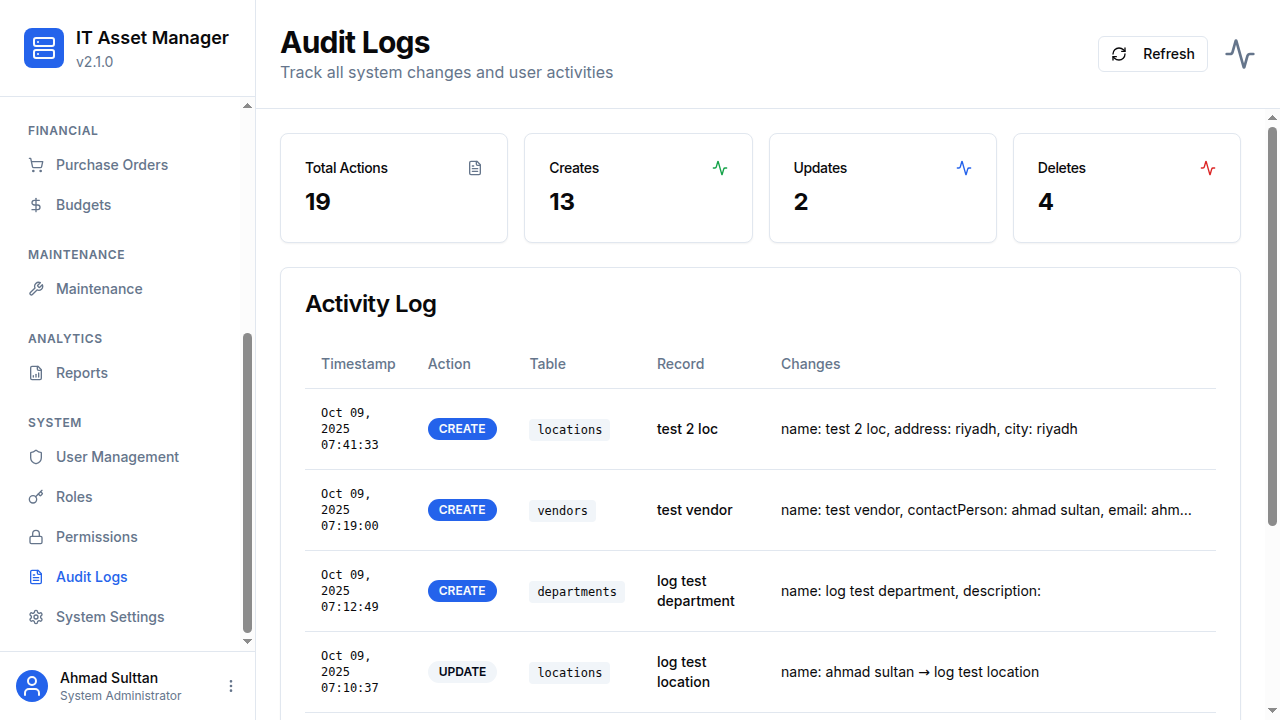 IT Asset Manager
v2.1.0
FINANCIAL
Purchase Orders
Budgets
MAINTENANCE
Maintenance
ANALYTICS
Reports
SYSTEM
User Management
Roles
Permissions
Audit Logs
System Settings
Ahmad Sulttan
System Administrator
Audit Logs
Track all system changes and user activities
Refresh
Total Actions
19
Creates
13
Updates
2
Deletes
4
Activity Log
Timestamp Action Table Record Changes
Oct 09,
2025
07:41:33
CREATE
locations
test 2 loc
name: test 2 loc, address: riyadh, city: riyadh
Oct 09,
2025
07:19:00
CREATE
vendors
test vendor
name: test vendor, contactPerson: ahmad sultan, email: ahm...
Oct 09,
2025
07:12:49
CREATE
departments
log test
department
name: log test department, description:
Oct 09,
2025
07:10:37
UPDATE
locations
log test
location
name: ahmad sultan → log test location